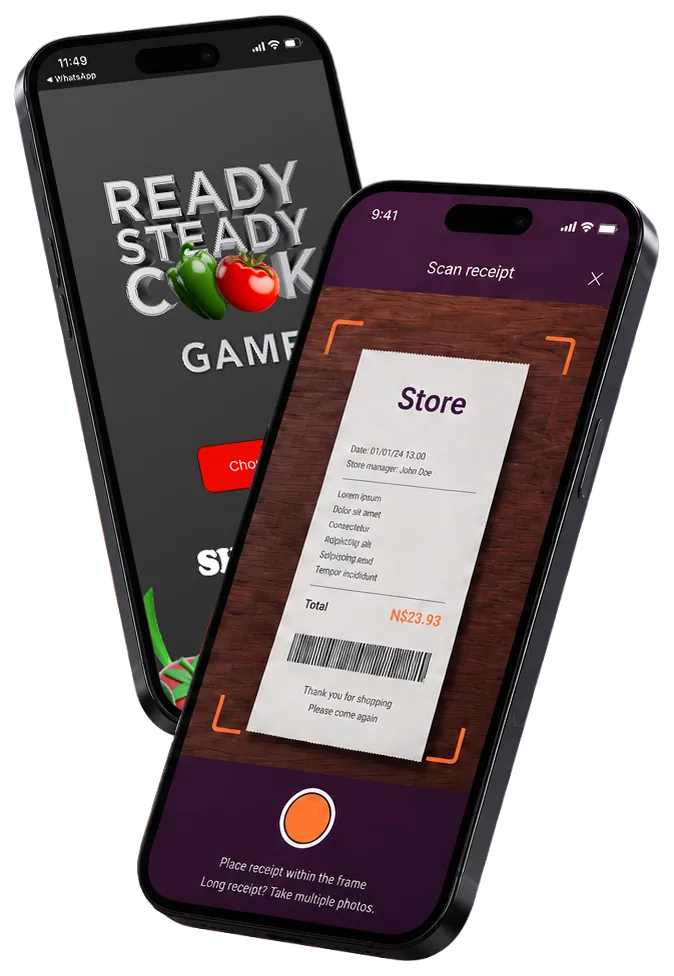 11:49
◀ WhatsApp
READY
STEADY
COOK
GAME
9:41
Scan receipt
Store
Date: 01/01/24 13.00
Store manager: John Doe
Lorem ipsum
Dolor sit amet
Consectetur
Tempor incididunt
Total
N$23.93
Thank you for shopping
Please come again
Place receipt within the frame
Long receipt? Take multiple photos.